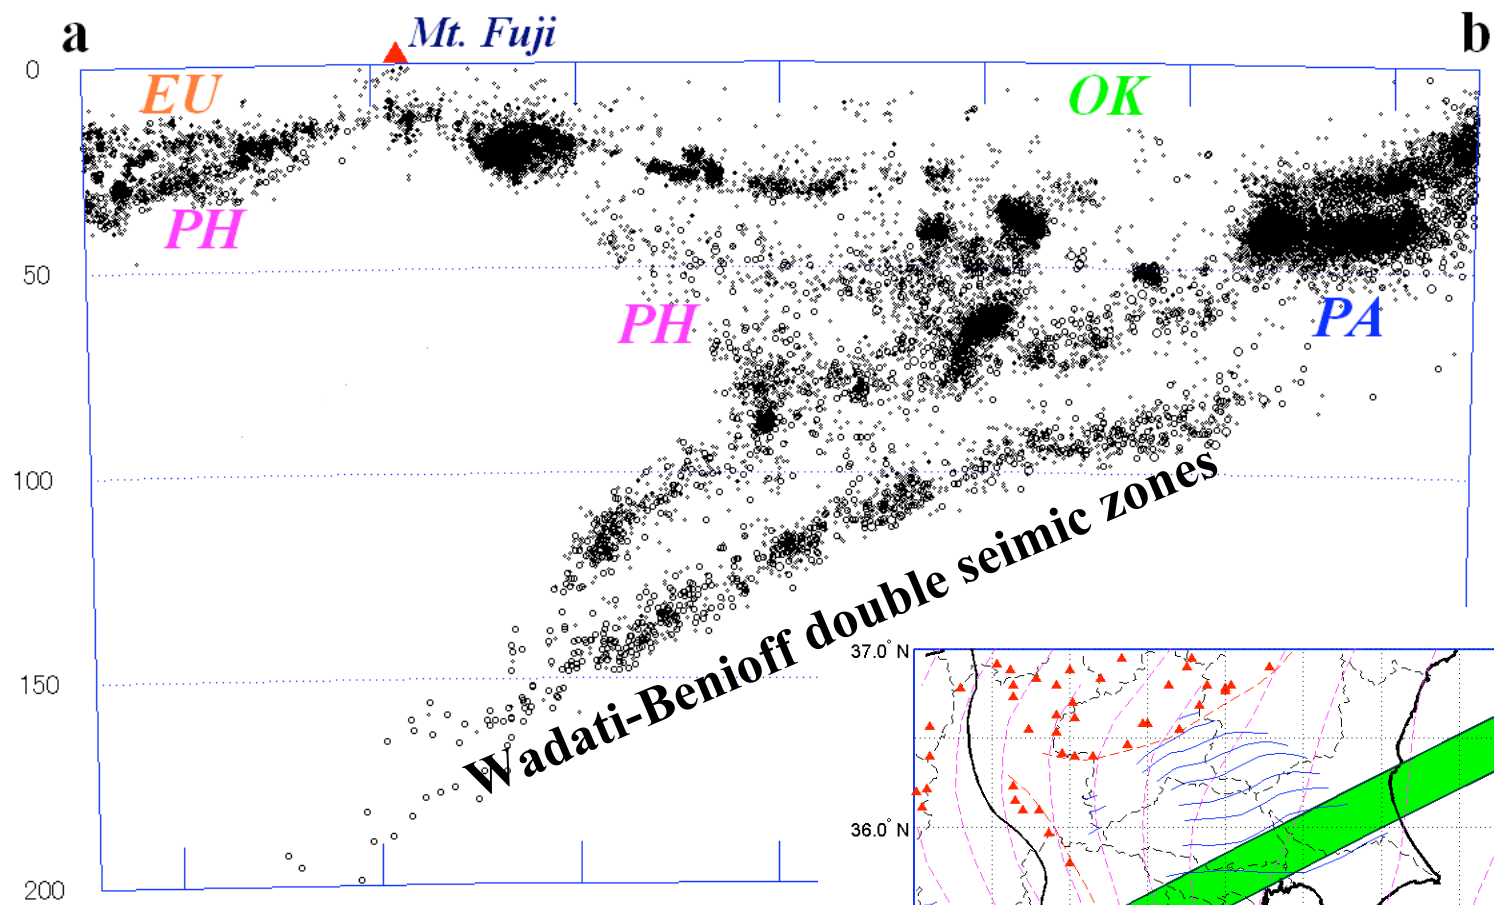 a
Mt. Fuji
b
0
EU
OK
PH
50
PH
PA
100
Wadati-Benioff double seimic zones
150
37.0° N
36.0° N
200